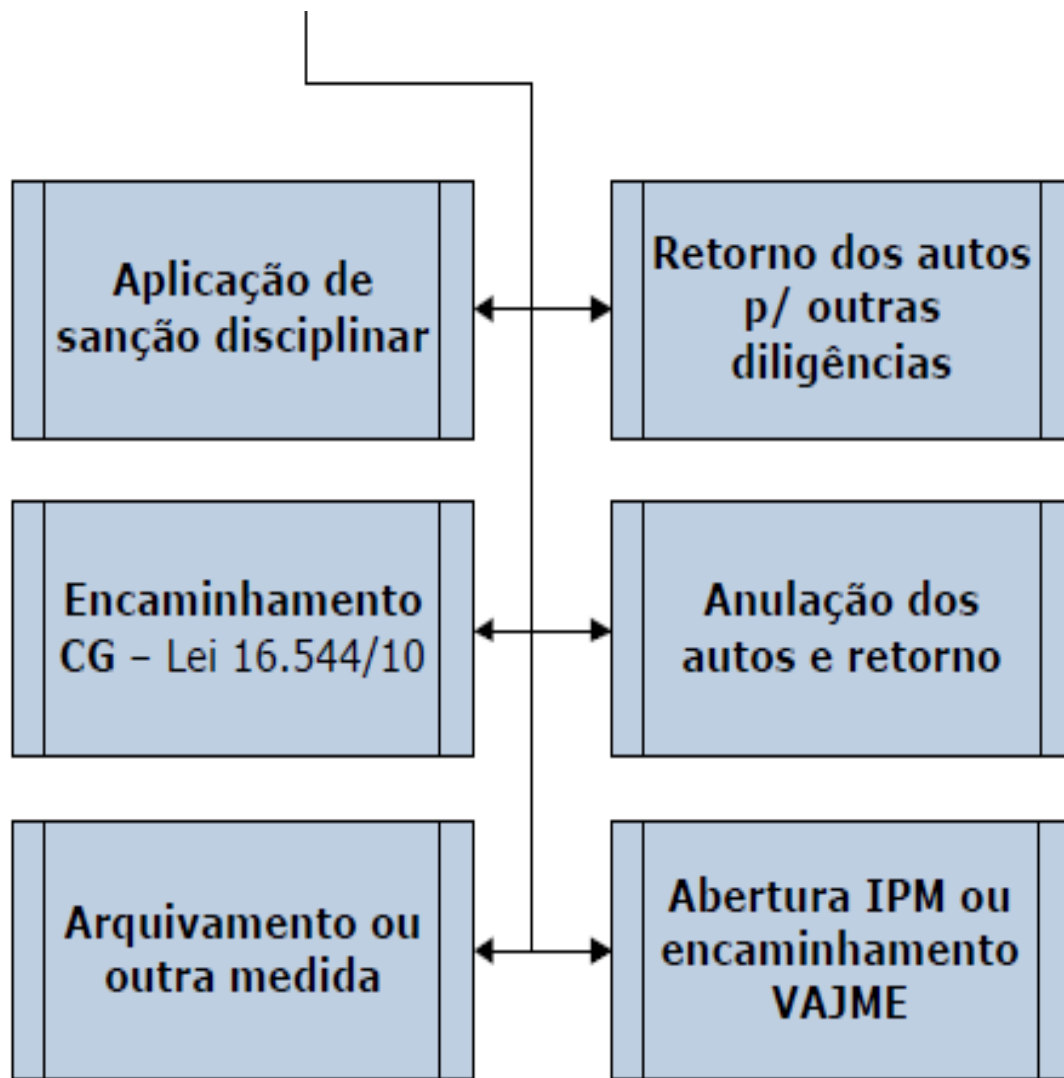 Aplicação de
sanção disciplinar
Retorno dos autos
p/ outras
diligências
Encaminhamento
CG – Lei 16.544/10
Anulação dos
autos e retorno
Arquivamento ou
outra medida
Abertura IPM ou
encaminhamento
VAJME